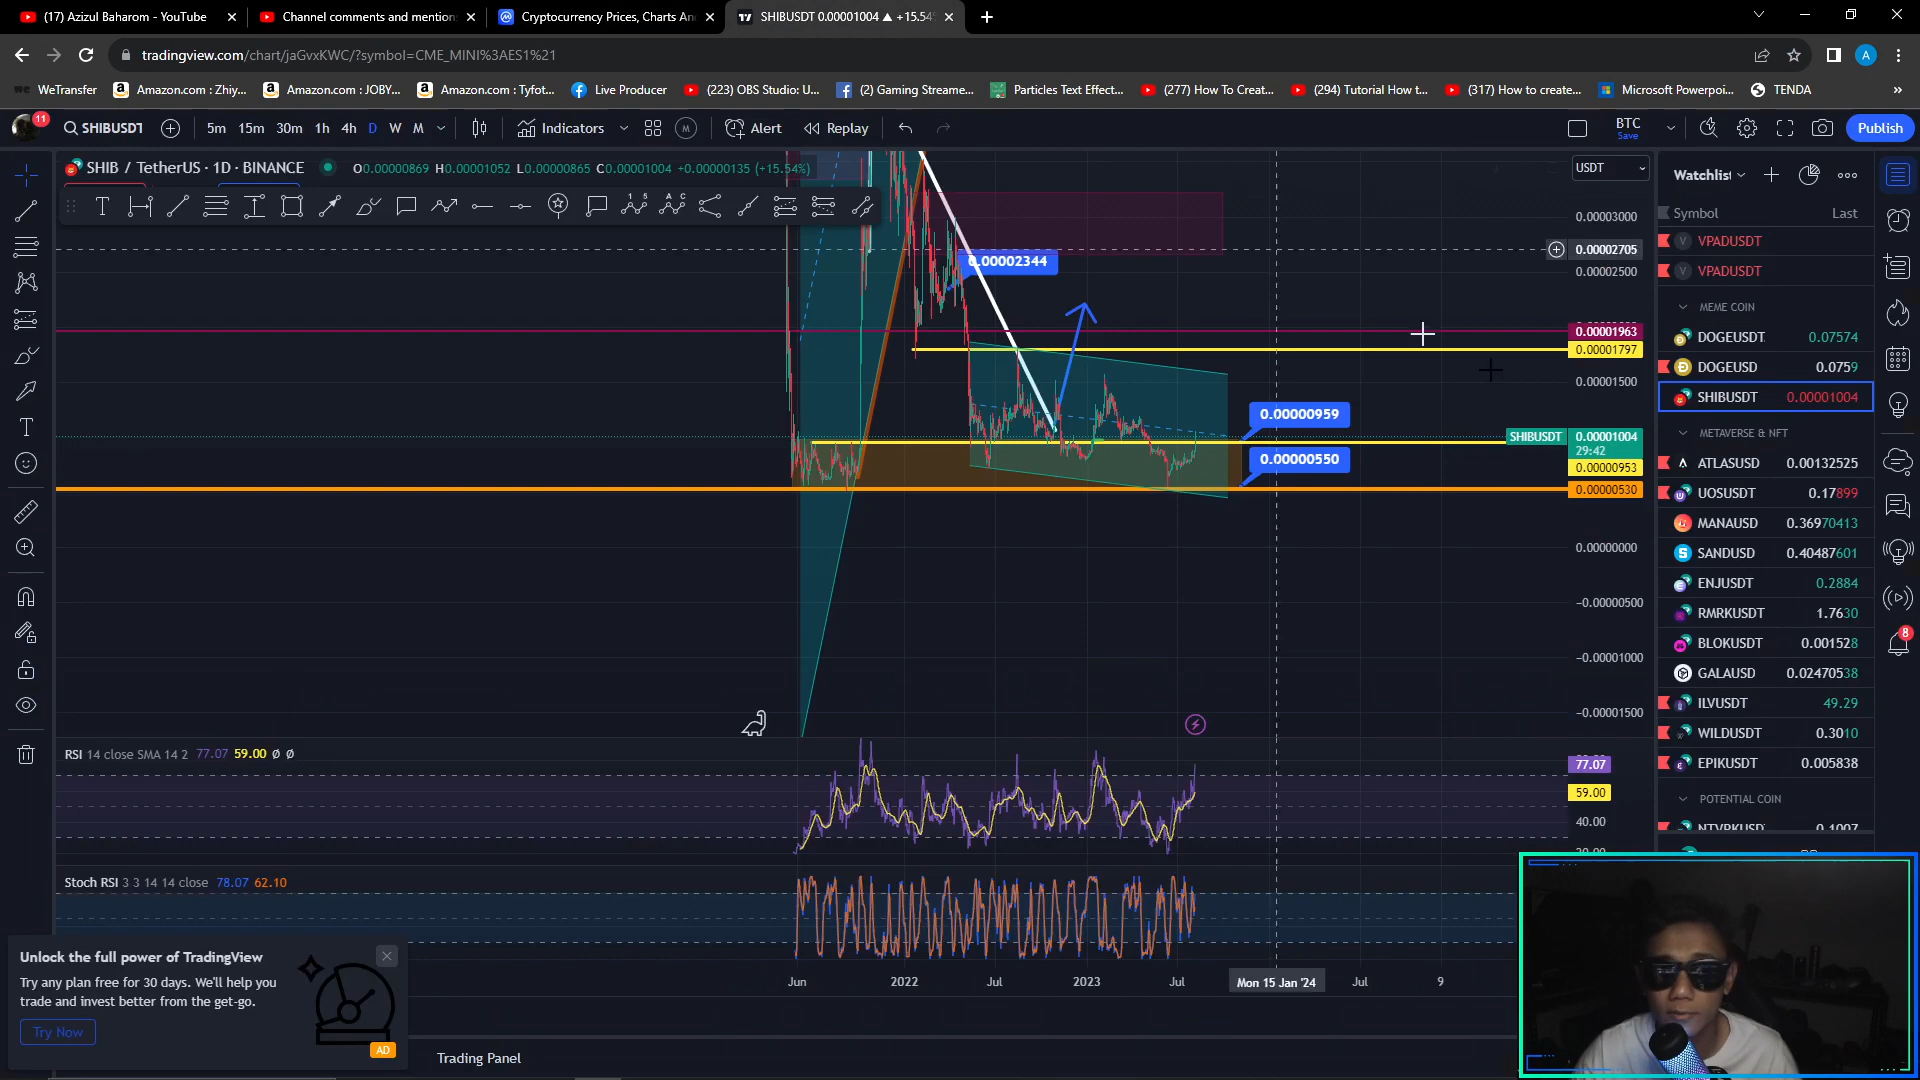 (17) Azizul Baharom - YouTube
Channel comments and mention
Cryptocurrency Prices, Charts An
SHIBUSDT 0.00001004 ▲ +15.54
tradingview.com/chart/jaGvxKWC/?symbol=CME_MINI%3AES1%21
A
WeTransfer
Amazon.com : Zhiy...
Amazon.com : JOBY...
Amazon.com : Tyfot...
Live Producer
(223) OBS Studio: U...
(2) Gaming Streame...
Particles Text Effect...
(277) How To Creat...
(294) Tutorial How t...
(317) How to create...
Microsoft Powerpoi...
TENDA
11
SHIBUSDT
5m 15m 30m 1h 4h D W M
Indicators
M
Alert
Replay
BTC
Save
Publish
SHIB / TetherUS · 1D · BINANCE
O0.00000869 H0.00001052 L0.00000865 C0.00001004 +0.00000135 (+15.54%)
USDT
0.00003000
0.00002705
0.00002500
0.00002344
0.00001963
0.00001797
0.00001500
0.00000959
SHIBUSDT 0.00001004
29:42
0.00000550
0.00000953
0.00000530
0.00000000
−0.00000500
−0.00001000
−0.00001500
RSI 14 close SMA 14 2 77.07 59.00 Ø Ø
77.07
59.00
40.00
Stoch RSI 3 3 14 14 close 78.07 62.10
Jun 2022 Jul 2023 Jul Mon 15 Jan '24 Jul 9
Unlock the full power of TradingView
Try any plan free for 30 days. We'll help you
trade and invest better from the get-go.
Try Now
AD
Trading Panel
Watchlist
Symbol Last
VPADUSDT
VPADUSDT
MEME COIN
DOGEUSDT 0.07574
DOGEUSD 0.0759
SHIBUSDT 0.00001004
METAVERSE & NFT
ATLASUSD 0.00132525
UOSUSDT 0.17899
MANAUSD 0.36970413
SANDUSD 0.40487601
ENJUSDT 0.2884
RMRKUSDT 1.7630
BLOKUSDT 0.001528
GALAUSD 0.02470538
ILVUSDT 49.29
WILDUSDT 0.3010
EPIKUSDT 0.005838
POTENTIAL COIN
8